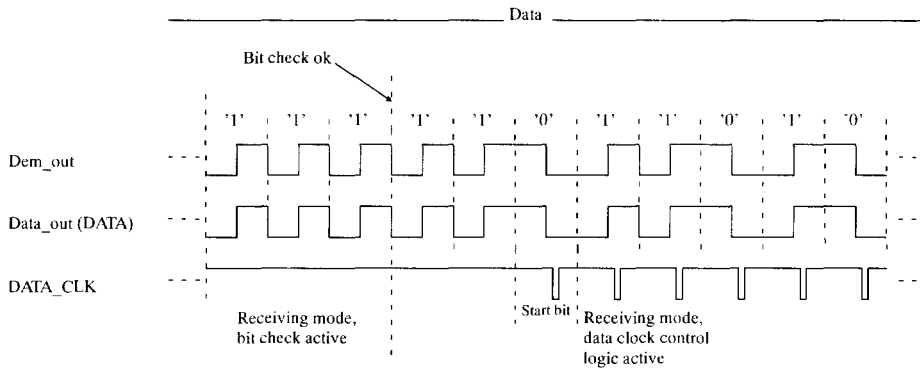 Data
Bit check ok
'1' '1' '1' '1' '1' '0' '1' '1' '0' '1' '0'
Dem_out
Data_out (DATA)
DATA_CLK
Start bit
Receiving mode,
bit check active
Receiving mode,
data clock control
logic active